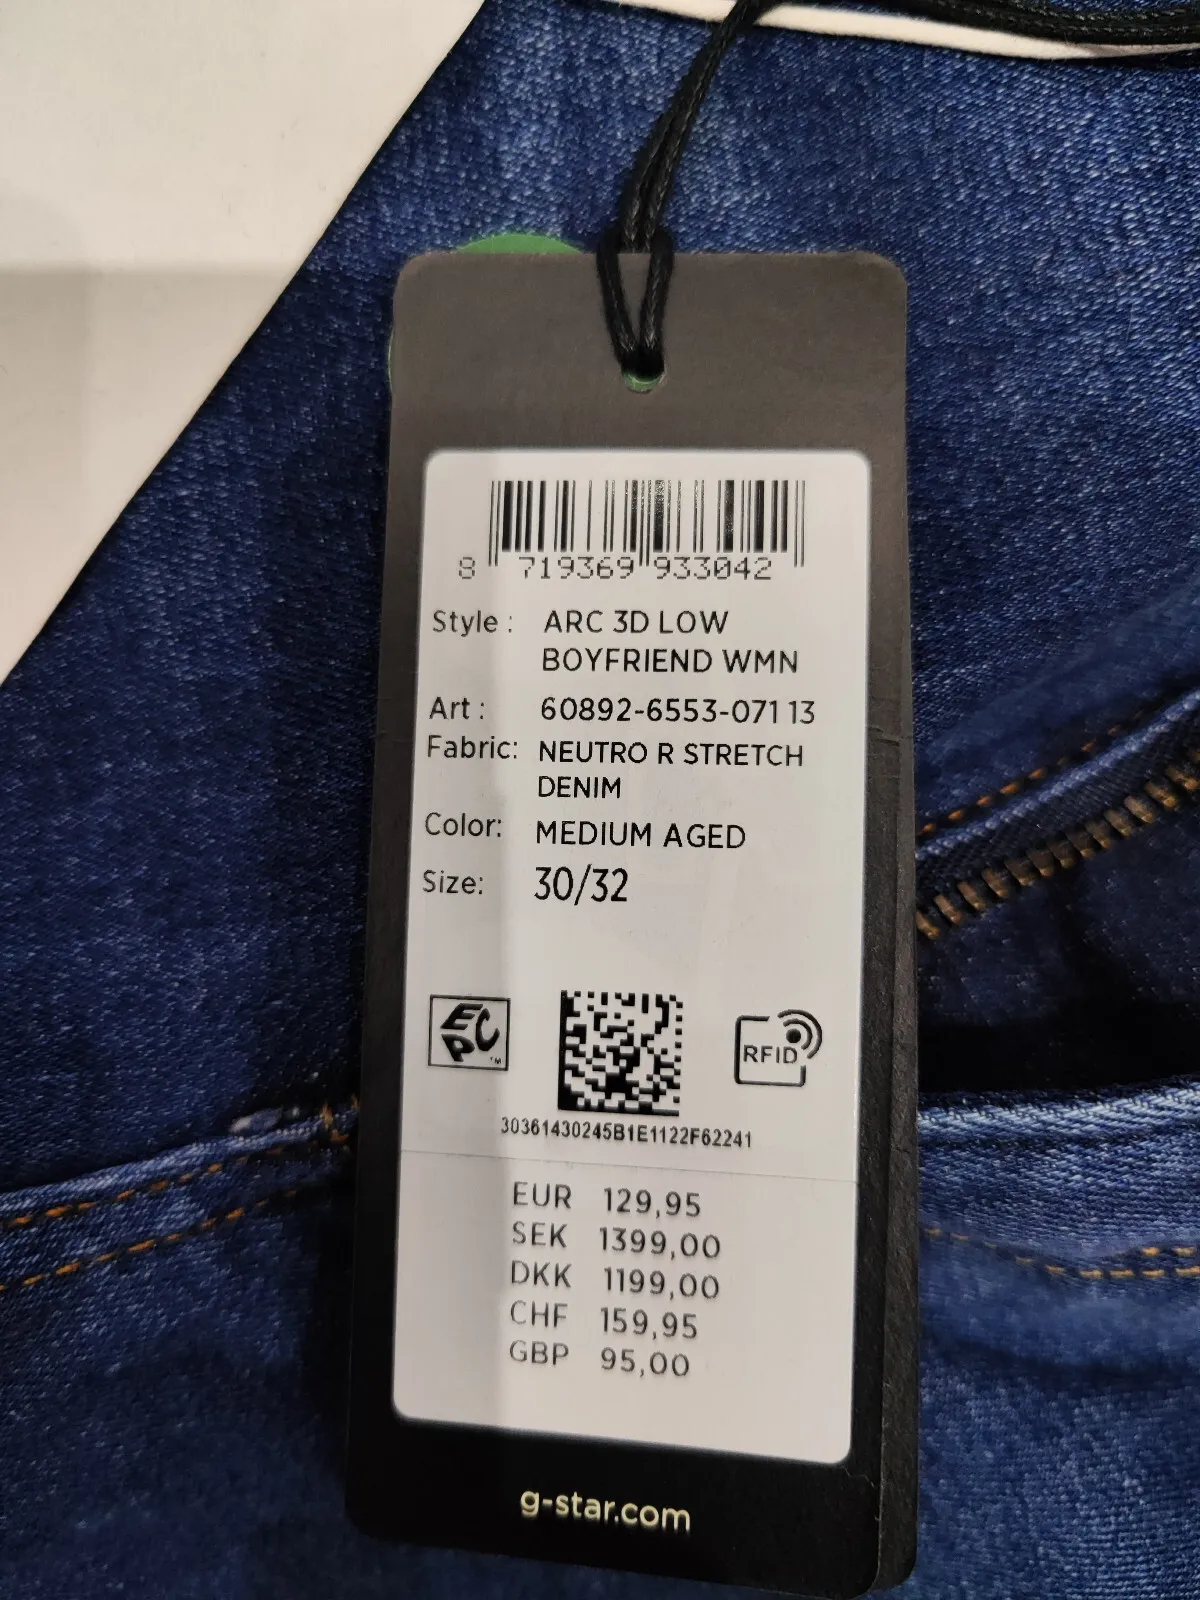 8 719369 933042
Style : ARC 3D LOW
BOYFRIEND WMN
Art : 60892-6553-071 13
Fabric: NEUTRO R STRETCH
DENIM
Color: MEDIUM AGED
Size: 30/32
EPC™ RFID
30361430245B1E1122F62241
EUR 129,95
SEK 1399,00
DKK 1199,00
CHF 159,95
GBP 95,00
g-star.com